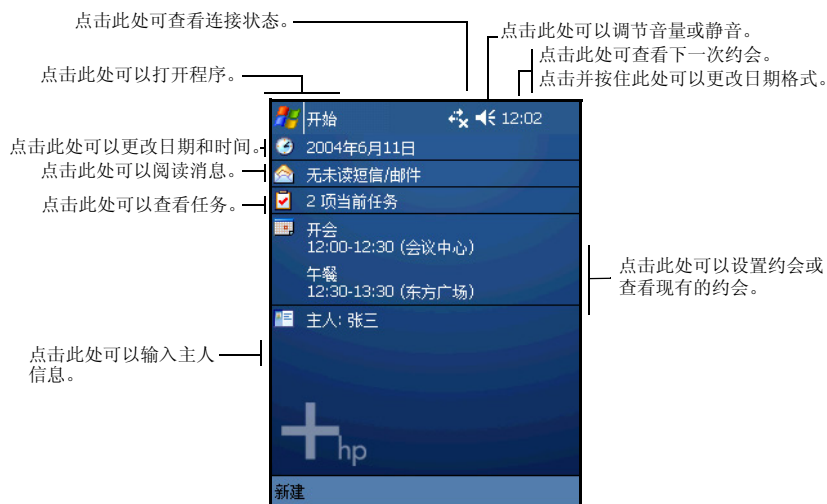 点击此处可查看连接状态。
点击此处可以调节音量或静音。
点击此处可查看下一次约会。
点击此处可以打开程序。
点击并按住此处可以更改日期格式。
开始
12:02
点击此处可以更改日期和时间。
2004年6月11日
点击此处可以阅读消息。
无未读短信/邮件
点击此处可以查看任务。
2 项当前任务
开会
12:00-12:30 (会议中心)
午餐
12:30-13:30 (东方广场)
点击此处可以设置约会或
查看现有的约会。
主人: 张三
点击此处可以输入主人
信息。
hp
新建